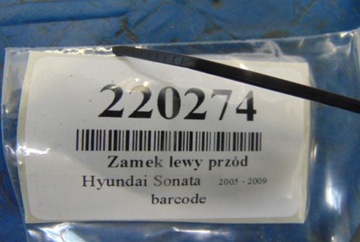 220274
Zamek lewy przód
Hyundai Sonata 2005 - 2009
barcode